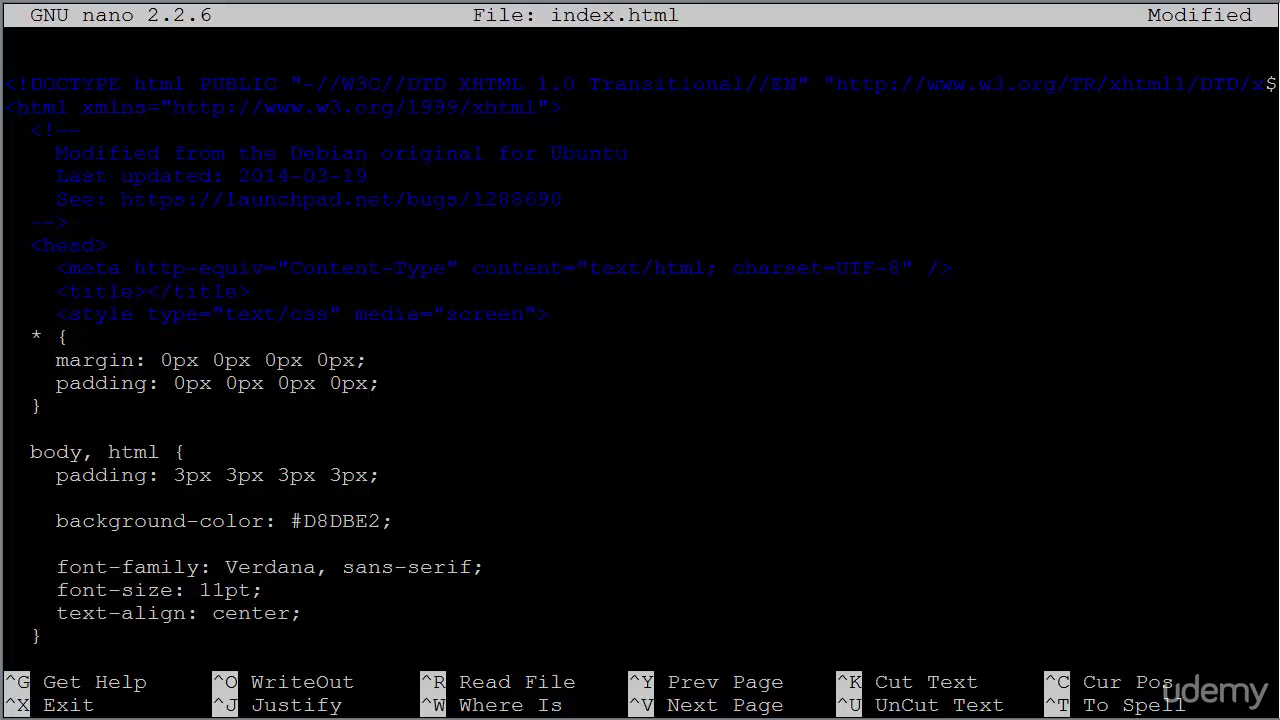 GNU nano 2.2.6 File: index.html Modified
<!DOCTYPE html PUBLIC "-//W3C//DTD XHTML 1.0 Transitional//EN" "http://www.w3.org/TR/xhtml1/DTD/x$
<html xmlns="http://www.w3.org/1999/xhtml">
<!--
Modified from the Debian original for Ubuntu
Last updated: 2014-03-19
See: https://launchpad.net/bugs/1288690
-->
<head>
<meta http-equiv="Content-Type" content="text/html; charset=UTF-8" />
<title></title>
<style type="text/css" media="screen">
* {
margin: 0px 0px 0px 0px;
padding: 0px 0px 0px 0px;
}
body, html {
padding: 3px 3px 3px 3px;
background-color: #D8DBE2;
font-family: Verdana, sans-serif;
font-size: 11pt;
text-align: center;
}
^G Get Help ^O WriteOut ^R Read File ^Y Prev Page ^K Cut Text ^C Cur Pos
^X Exit ^J Justify ^W Where Is ^V Next Page ^U UnCut Text ^T To Spell
udemy